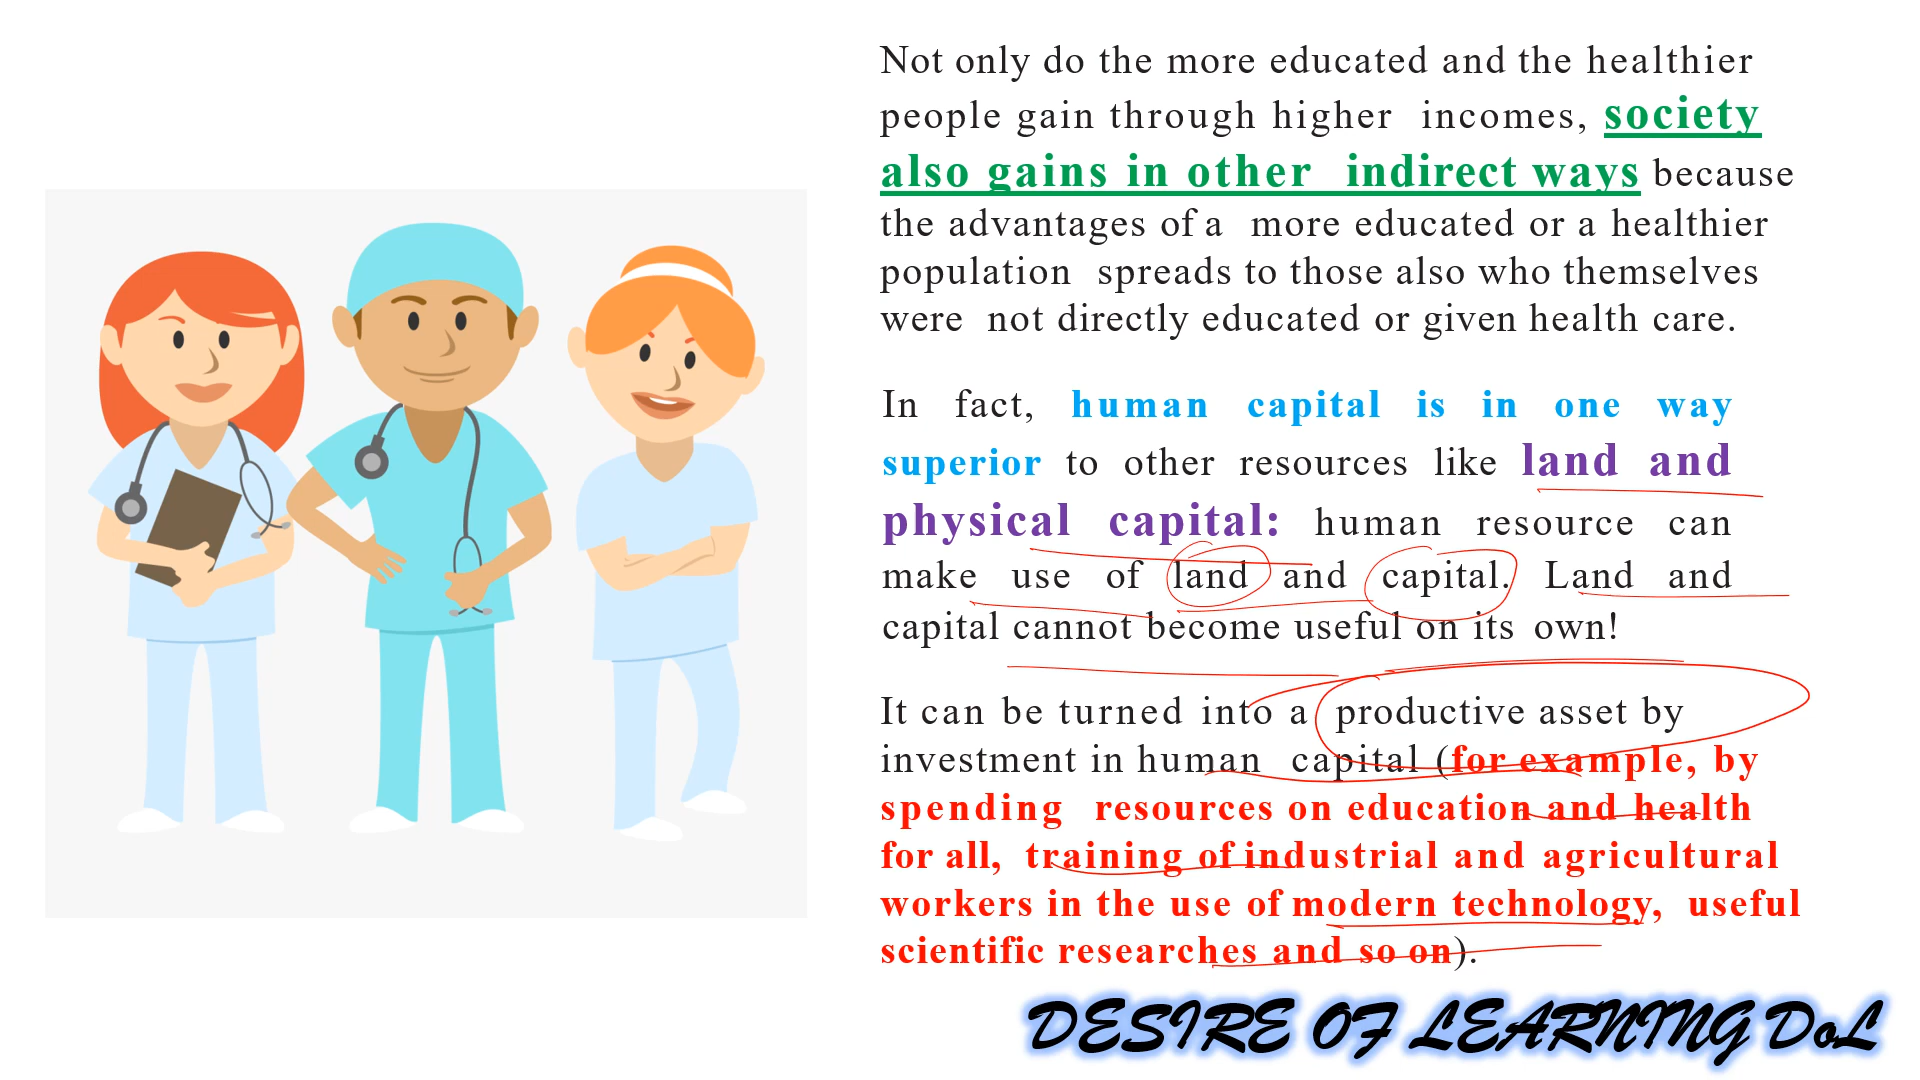 Not only do the more educated and the healthier
people gain through higher incomes, society
also gains in other indirect ways because
the advantages of a more educated or a healthier
population spreads to those also who themselves
were not directly educated or given health care.
In fact, human capital is in one way
superior to other resources like land and
physical capital: human resource can
make use of land and capital. Land and
capital cannot become useful on its own!
It can be turned into a productive asset by
investment in human capital (for example, by
spending resources on education and health
for all, training of industrial and agricultural
workers in the use of modern technology, useful
scientific researches and so on).
DESIRE OF LEARNING DoL